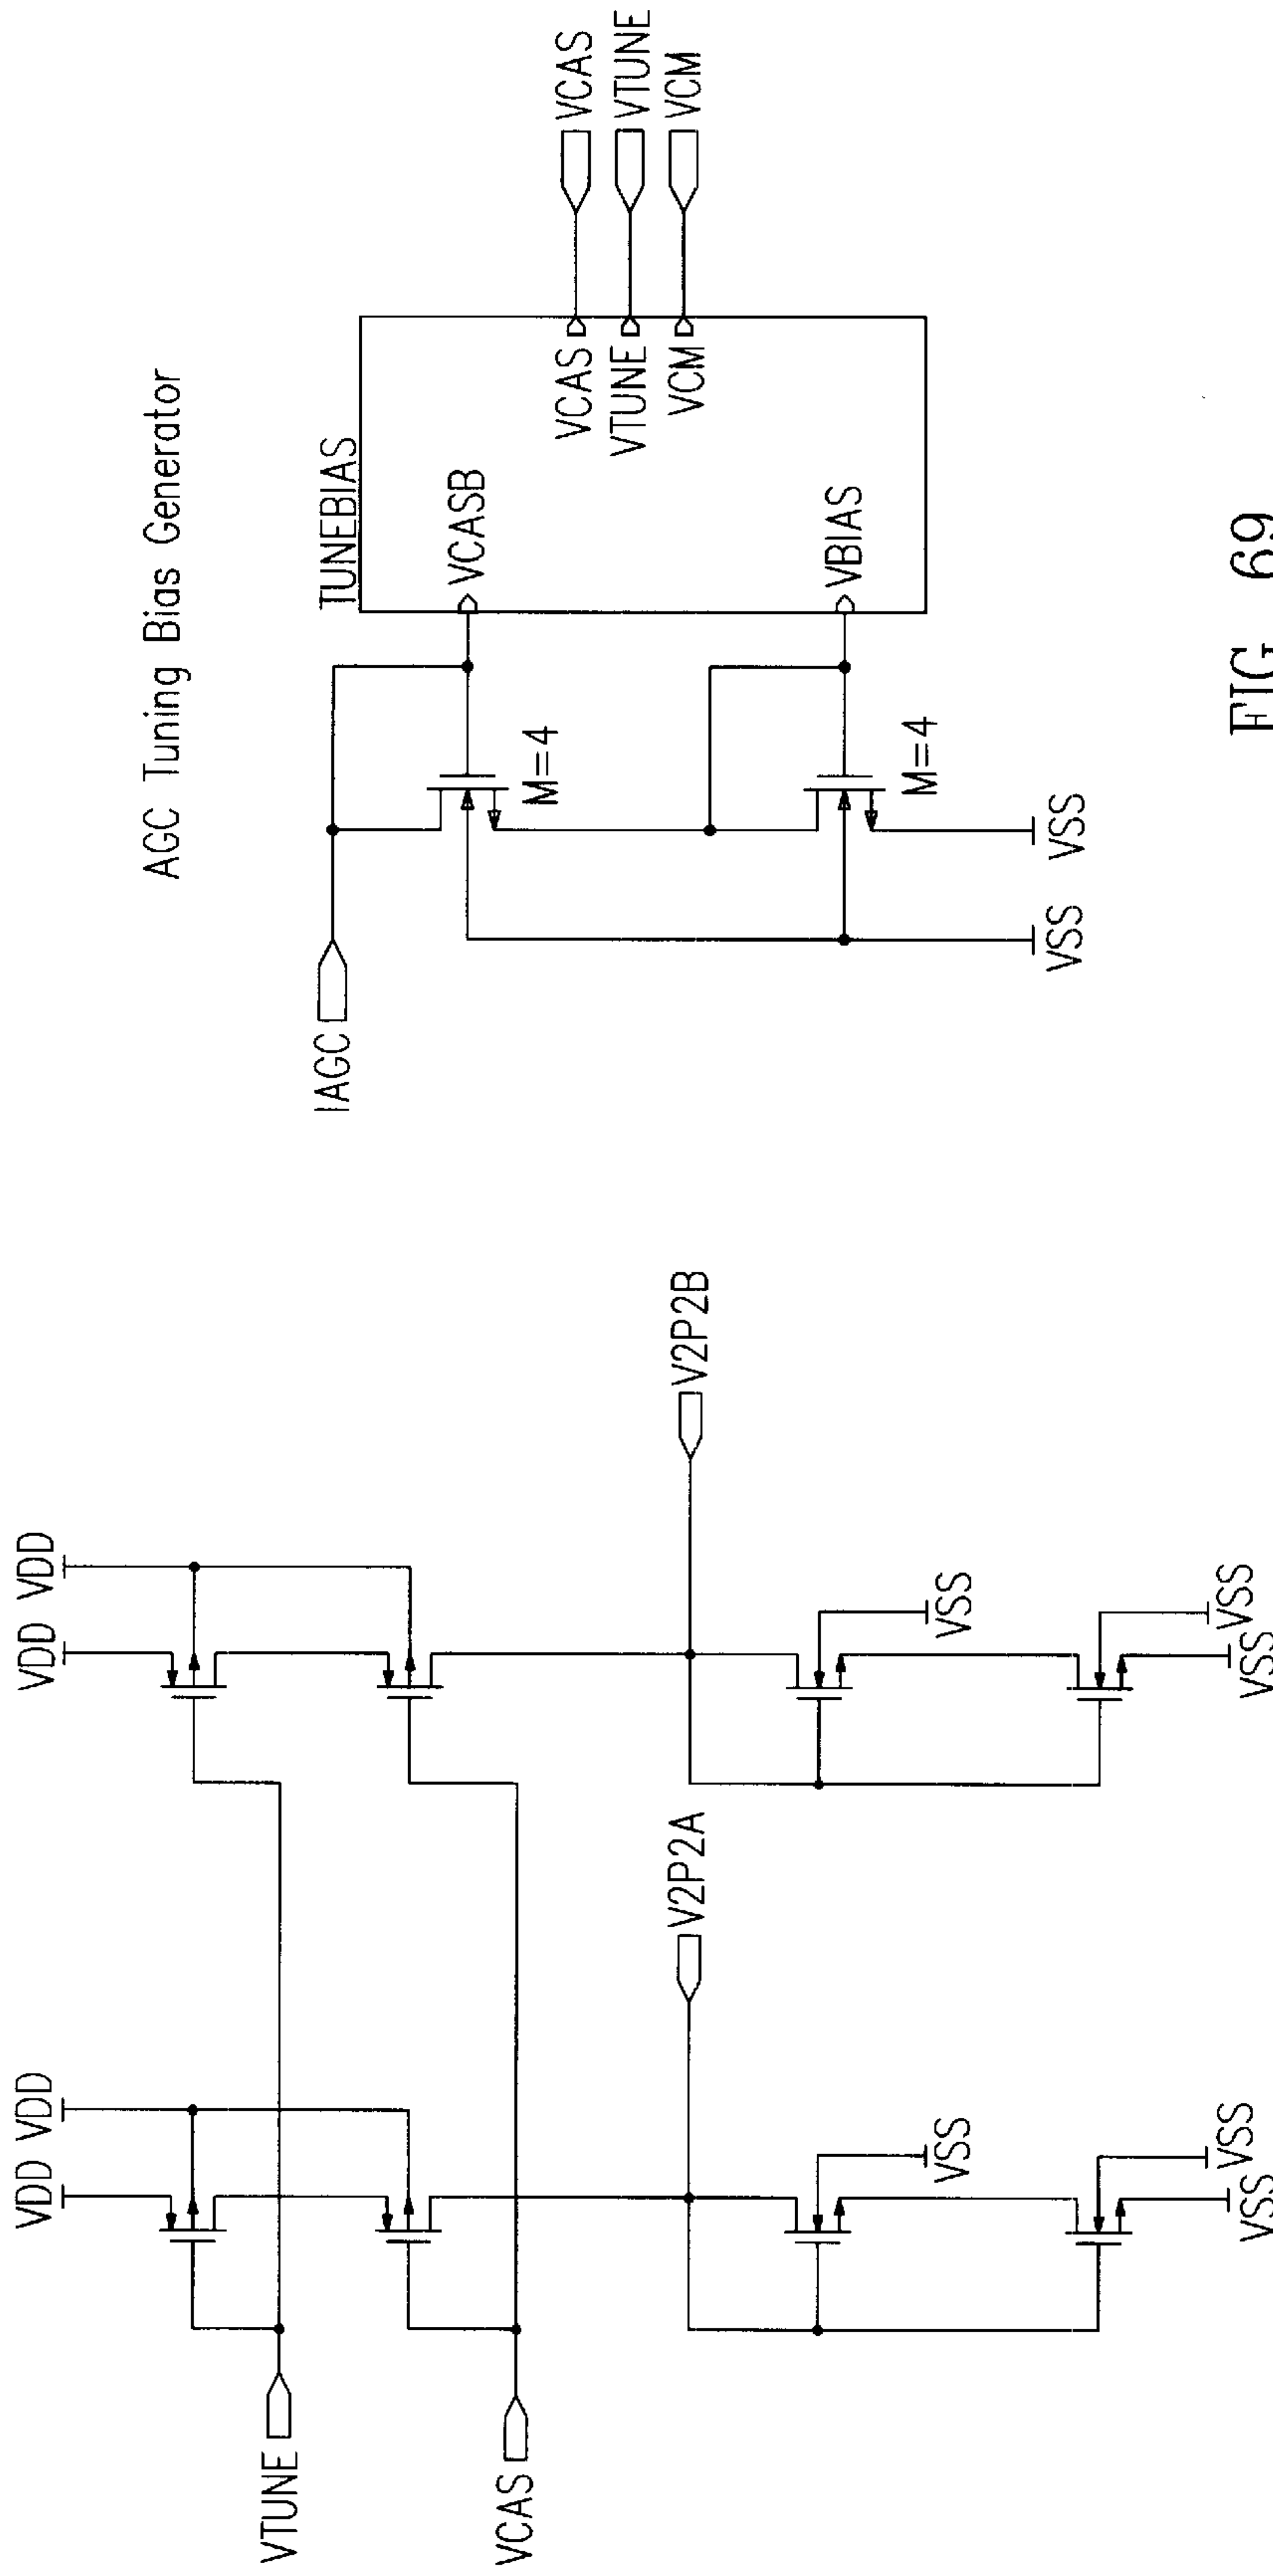 VDD VDD
VDD VDD
VTUNE
VCAS
V2P2A
V2P2B
VSS
VSS
VSS
VSS
VSS
VSS
AGC Tuning Bias Generator
IAGC
TUNEBIAS
VCASB
M=4
VCAS
VCAS
VTUNE
VTUNE
VCM
VCM
VBIAS
M=4
VSS
VSS
FIG 69